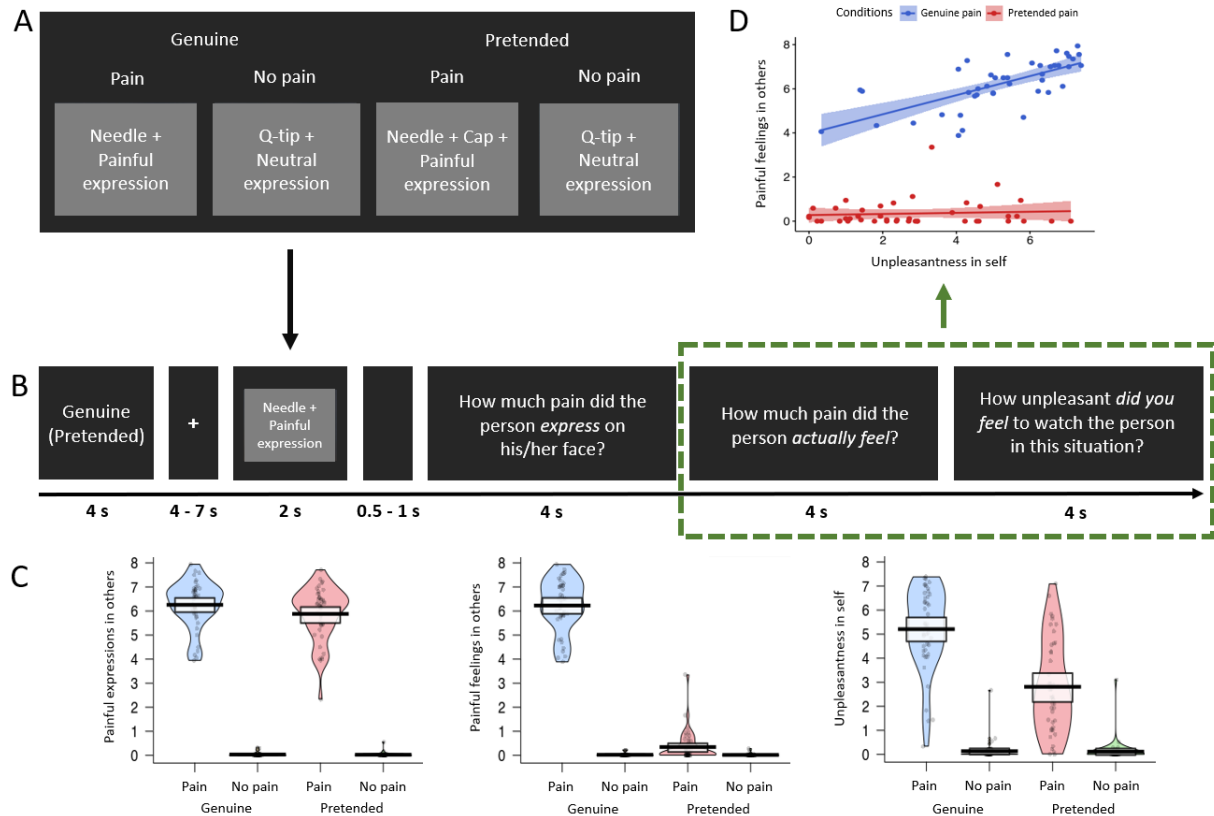 A
Genuine
Pretended
Pain
No pain
Pain
No pain
Needle +
Painful
expression
Q-tip +
Neutral
expression
Needle + Cap +
Painful
expression
Q-tip +
Neutral
expression
D
Conditions
Genuine pain
Pretended pain
Painful feelings in others
8
6
4
2
0
0
2
4
6
Unpleasantness in self
B
Genuine
(Pretended)
+
Needle +
Painful
expression
How much pain did the
person express on
his/her face?
How much pain did the
person actually feel?
How unpleasant did you
feel to watch the person
in this situation?
4 s
4 - 7 s
2 s
0.5 - 1 s
4 s
4 s
4 s
C
Painful expressions in others
8
7
6
5
4
3
2
1
0
Pain
No pain
Pain
No pain
Genuine
Pretended
Painful feelings in others
8
7
6
5
4
3
2
1
0
Pain
No pain
Pain
No pain
Genuine
Pretended
Unpleasantness in self
8
7
6
5
4
3
2
1
0
Pain
No pain
Pain
No pain
Genuine
Pretended